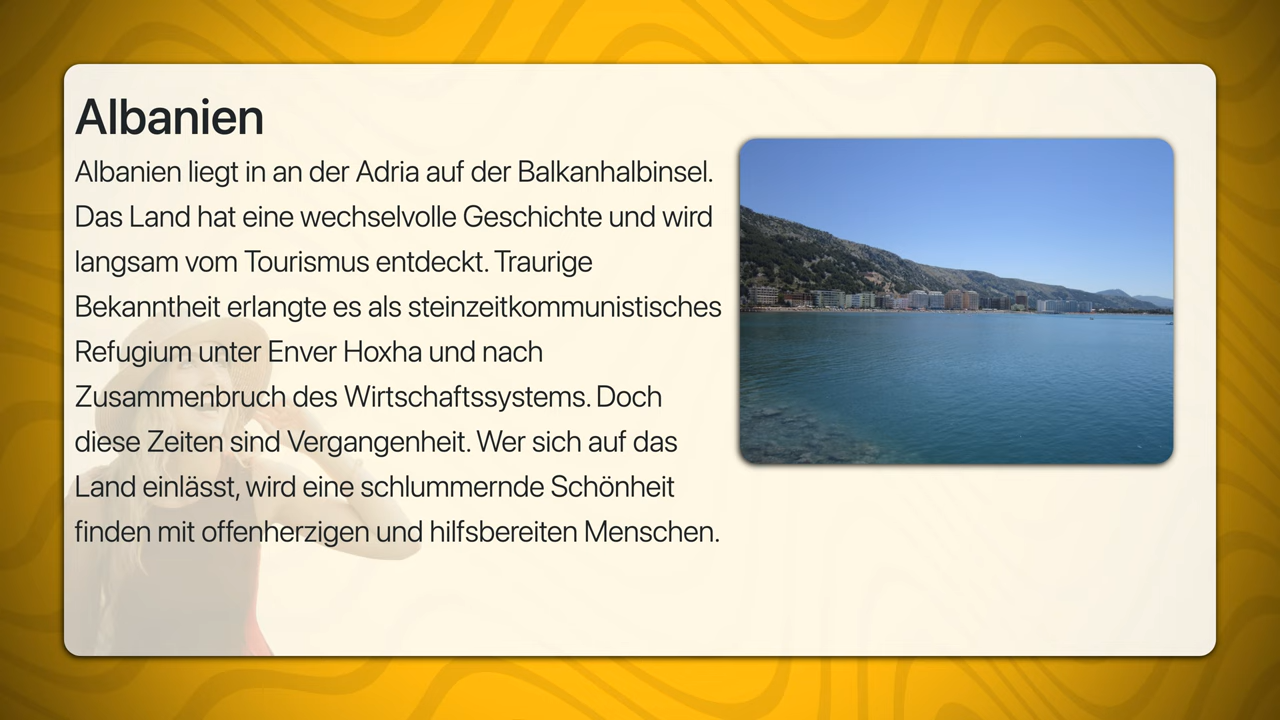 Albanien
Albanien liegt in an der Adria auf der Balkanhalbinsel.
Das Land hat eine wechselvolle Geschichte und wird
langsam vom Tourismus entdeckt. Traurige
Bekanntheit erlangte es als steinzeitkommunistisches
Refugium unter Enver Hoxha und nach
Zusammenbruch des Wirtschaftssystems. Doch
diese Zeiten sind Vergangenheit. Wer sich auf das
Land einlässt, wird eine schlummernde Schönheit
finden mit offenherzigen und hilfsbereiten Menschen.